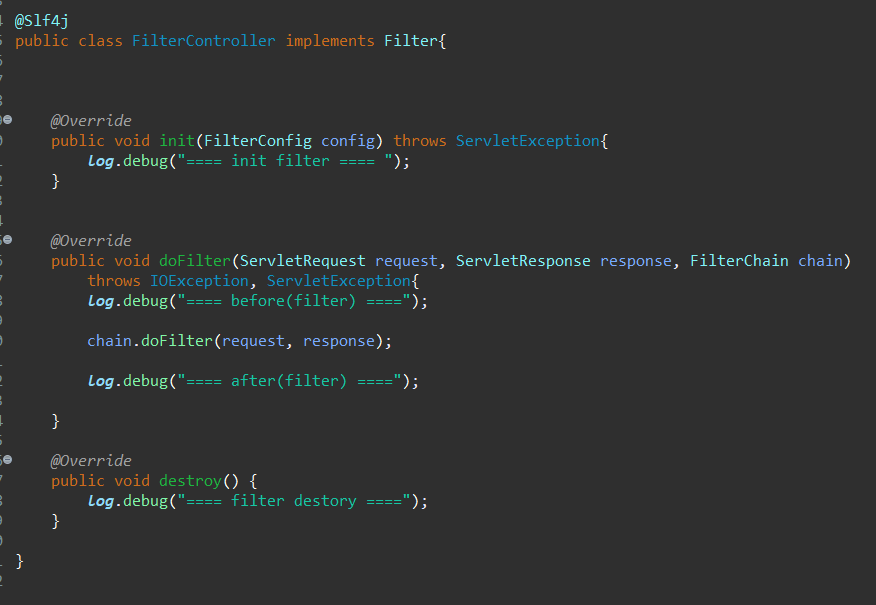 @Slf4j
public class FilterController implements Filter{
@Override
public void init(FilterConfig config) throws ServletException{
log.debug("==== init filter ==== ");
}
@Override
public void doFilter(ServletRequest request, ServletResponse response, FilterChain chain)
throws IOException, ServletException{
log.debug("==== before(filter) ====");
chain.doFilter(request, response);
log.debug("==== after(filter) ====");
}
@Override
public void destroy() {
log.debug("==== filter destory ====");
}
}